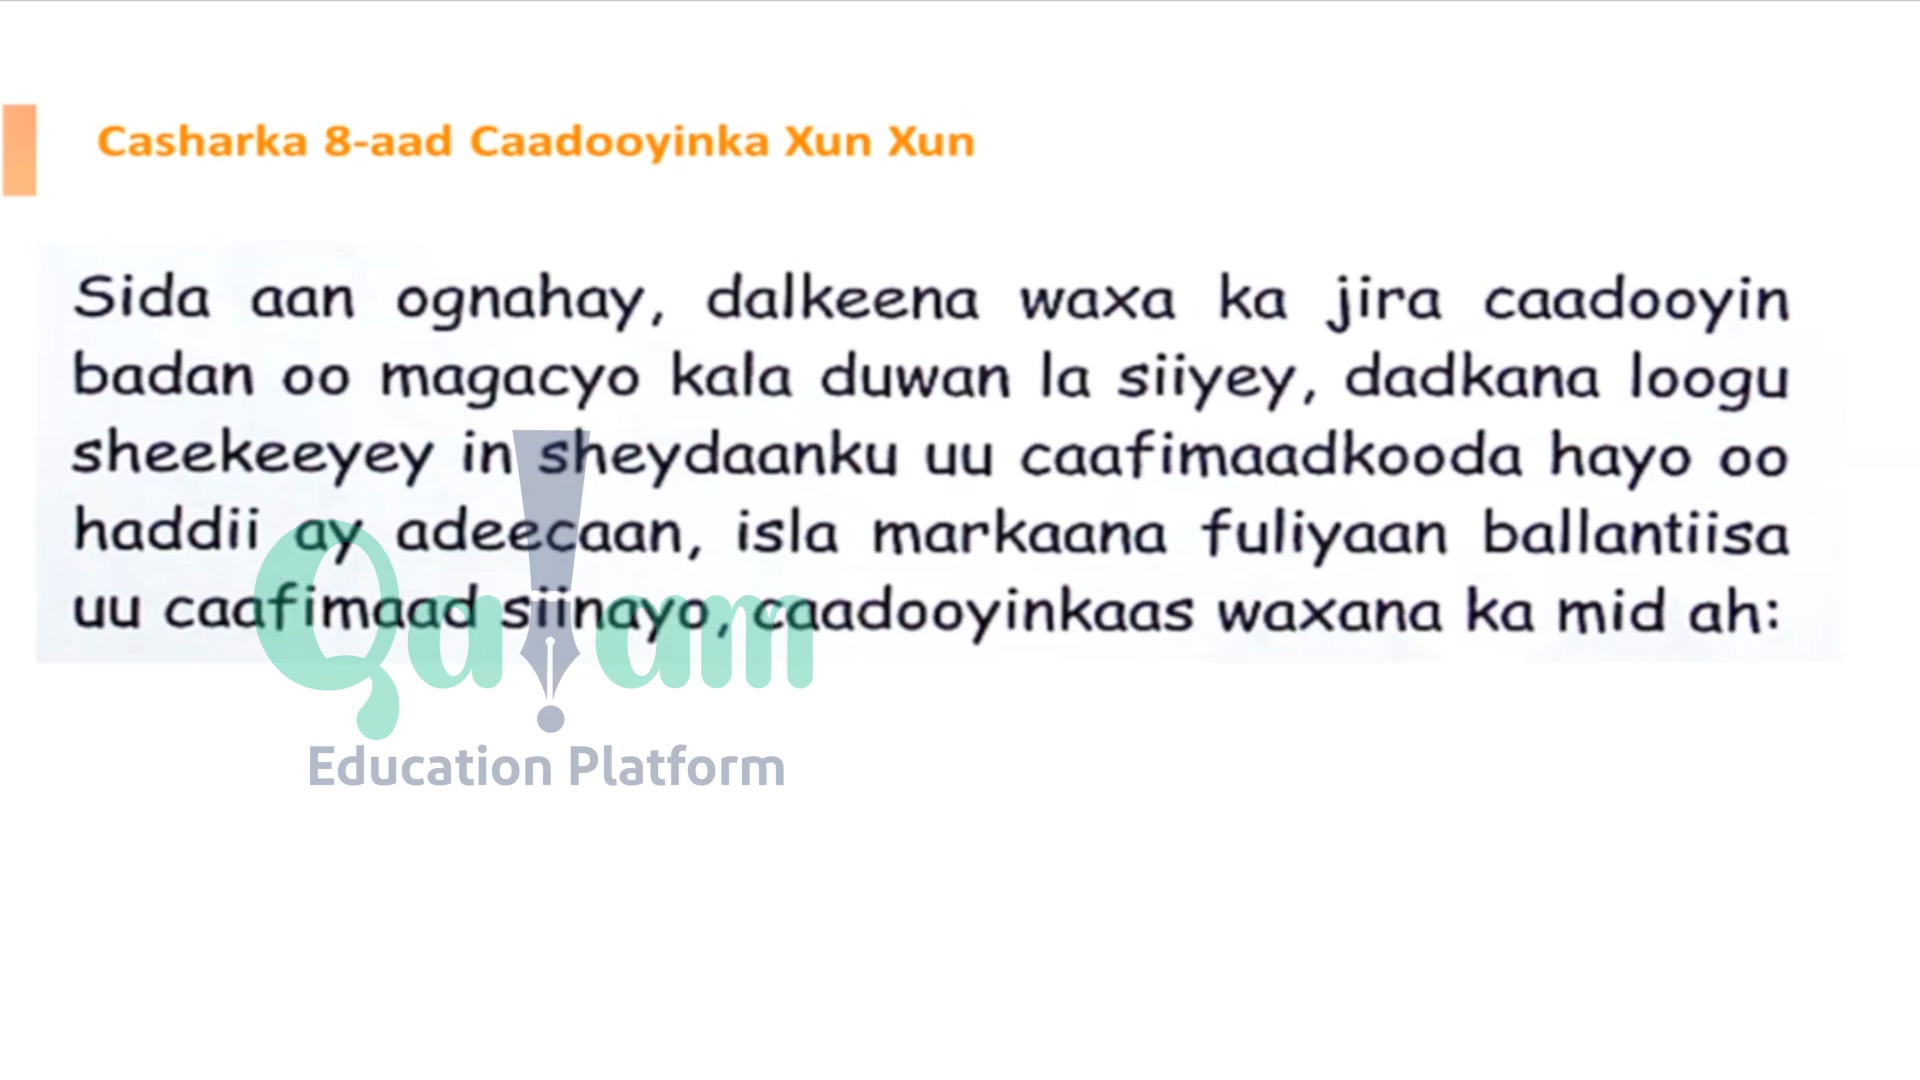 Casharka 8-aad Caadooyinka Xun Xun
Sida aan ognahay, dalkeena waxa ka jira caadooyin
badan oo magacyo kala duwan la siiyey, dadkana loogu
sheekeeyey in sheydaanku uu caafimaadkooda hayo oo
haddii ay adeecaan, isla markaana fuliyaan ballantiisa
uu caafimaad siinayo, caadooyinkaas waxana ka mid ah:
Qalam
Education Platform